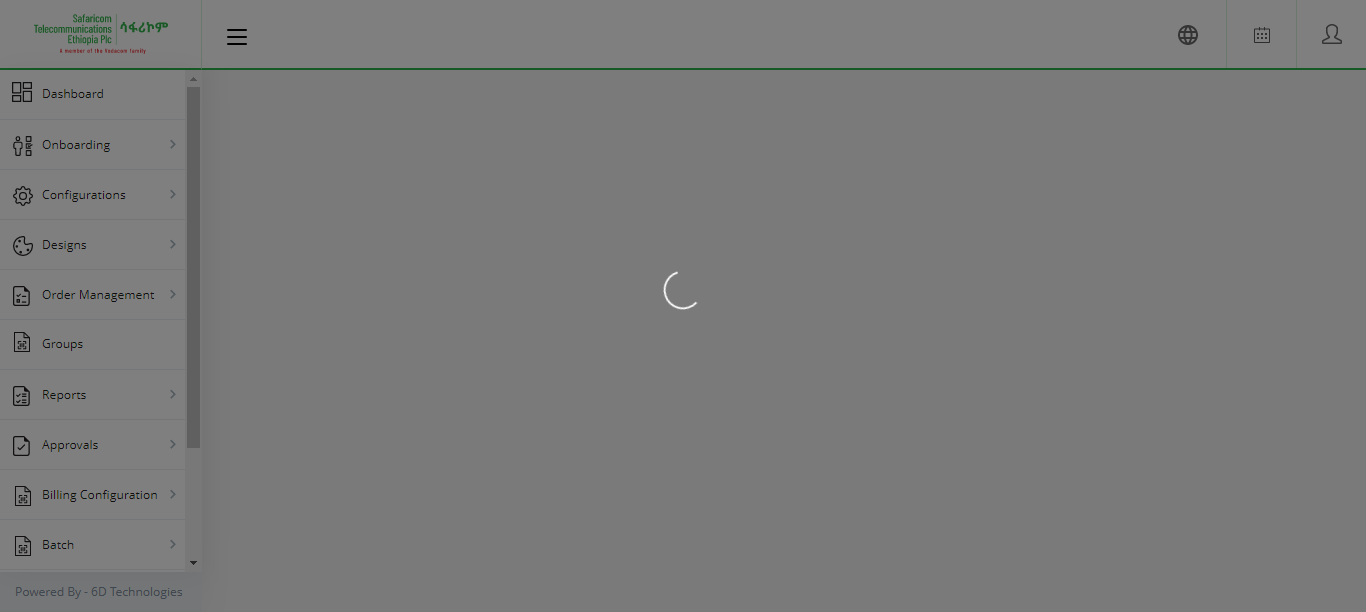 Safaricom
Telecommunications
Ethiopia Plc
ሳፋሪኮም
A member of the Vodacom family
Dashboard
Onboarding
Configurations
Designs
Order Management
Groups
Reports
Approvals
Billing Configuration
Batch
Powered By - 6D Technologies